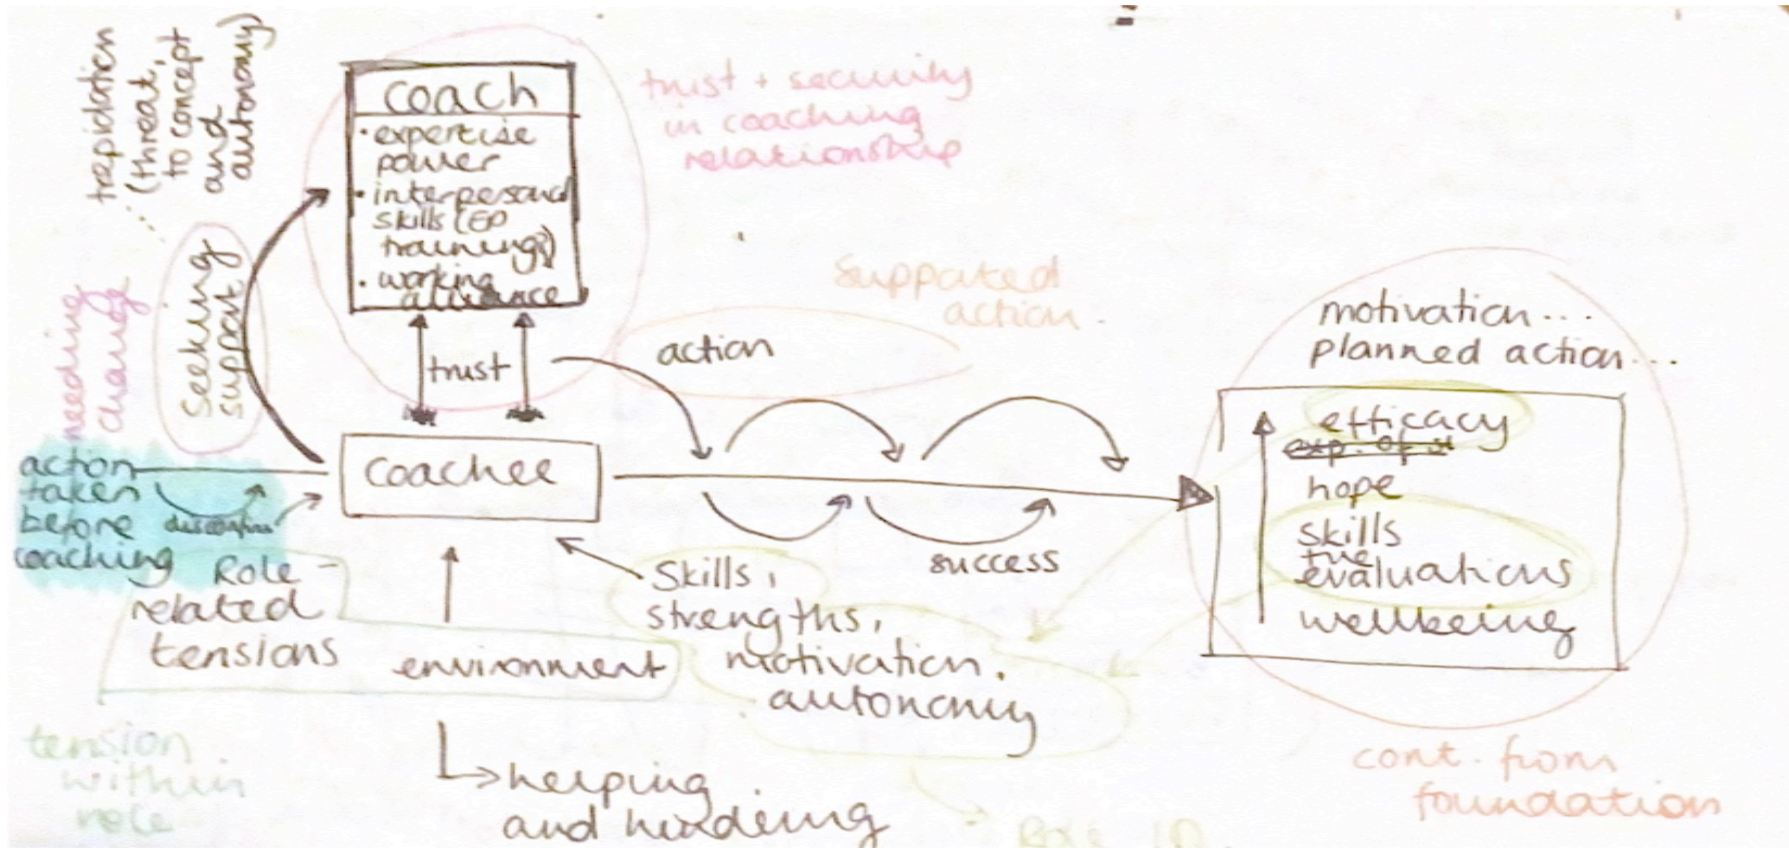 trepidation
(threat,
to concept
and
autonomy)
coach
• expertise
power
• interpersonal
skills (EP
training?)
• working
alliance
trust + security
in coaching
relationship
needing
change
seeking
support
trust
action
supported
action.
motivation...
planned action...
efficacy
hope
skills
true
evaluations
wellbeing
cont. from
foundation
action
taken
before
coaching
coachee
success
Role-
related
tensions
environment
skills,
strengths,
motivation,
autonomy
helping
and hindering
tension
within
role
Role ID